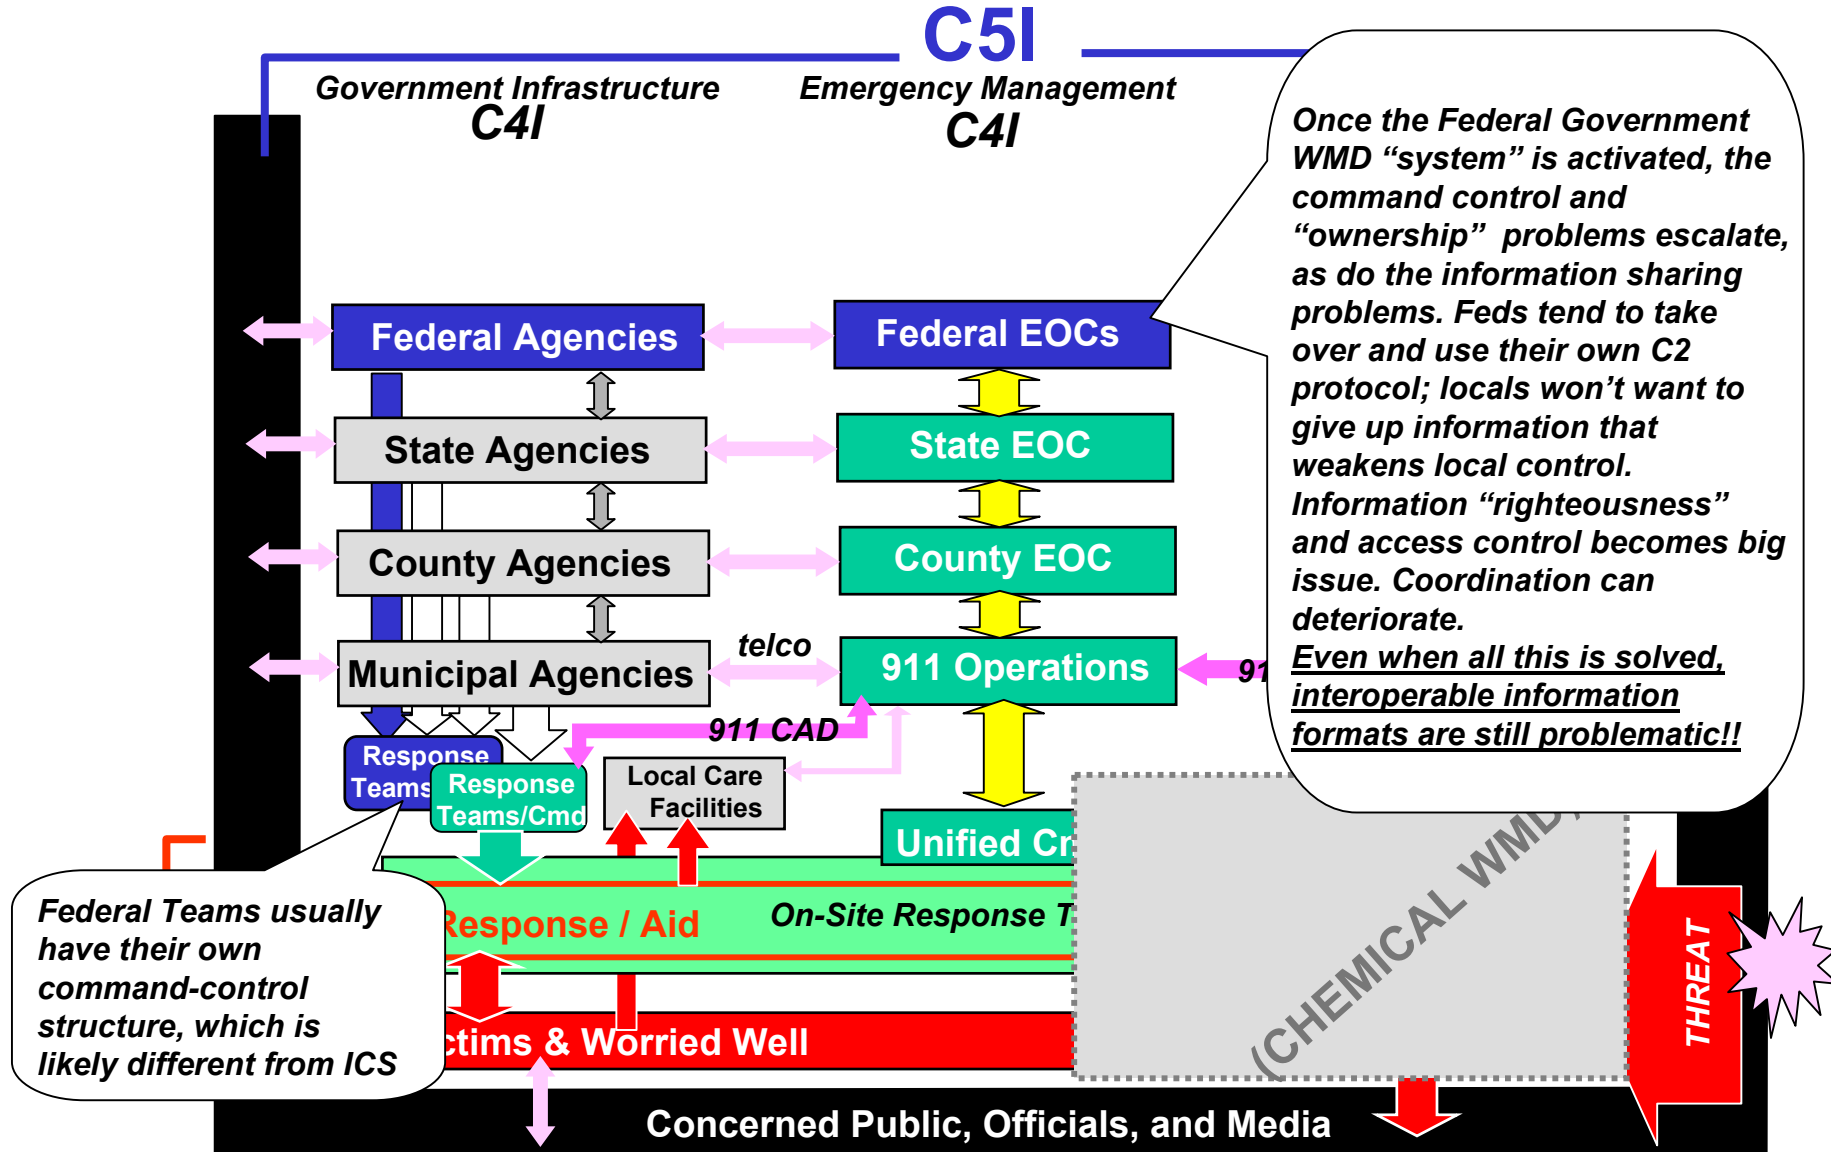 C5I
Government Infrastructure
C4I
Emergency Management
C4I
Once the Federal Government
WMD “system” is activated, the
command control and
“ownership” problems escalate,
as do the information sharing
problems. Feds tend to take
over and use their own C2
protocol; locals won’t want to
give up information that
weakens local control.
Information “righteousness”
and access control becomes big
issue. Coordination can
deteriorate.
Even when all this is solved,
interoperable information
formats are still problematic!!
Federal Agencies
Federal EOCs
State Agencies
State EOC
County Agencies
County EOC
telco
Municipal Agencies
911 Operations
911 CAD
Response
Teams
Response
Teams/Cmd
Local Care
Facilities
Unified
(CHEMICAL WMD)
Response / Aid
On-Site Response
THREAT
Federal Teams usually
have their own
command-control
structure, which is
likely different from ICS
& Worried Well
Concerned Public, Officials, and Media